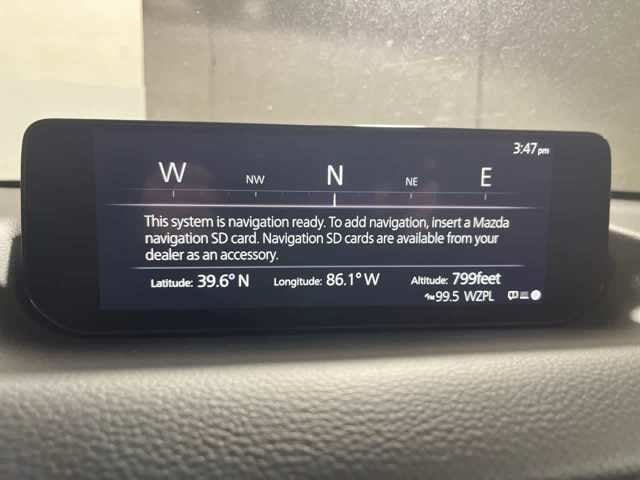 3:47pm
W NW N NE E
This system is navigation ready. To add navigation, insert a Mazda
navigation SD card. Navigation SD cards are available from your
dealer as an accessory.
Latitude: 39.6° N Longitude: 86.1° W Altitude: 799feet
FM 99.5 WZPL